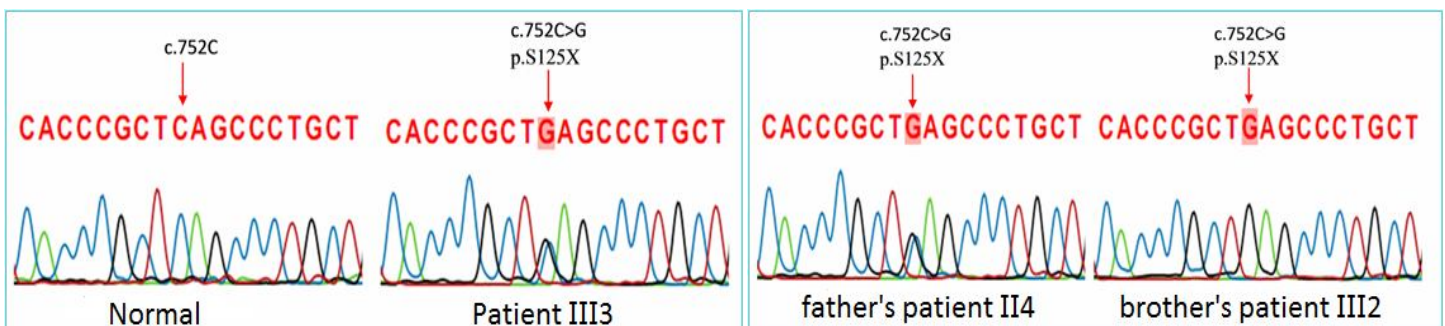 c.752C
CACCCGCTCAGCCCTGCT
Normal
c.752C>G
p.S125X
CACCCGCTGAGCCCTGCT
Patient III3
c.752C>G
p.S125X
CACCCGCTGAGCCCTGCT
father's patient II4
c.752C>G
p.S125X
CACCCGCTGAGCCCTGCT
brother's patient III2